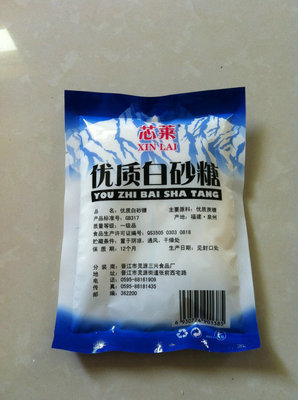 芯莱
XIN LAI
优质白砂糖
YOU ZHI BAI SHA TANG
品 名：优质白砂糖 主要原料：优质蔗糖
产品标准号：GB317 产地：福建·泉州
质量等级：一级品
食品生产许可证编号：QS3505 0303 0818
贮藏条件：置于阴凉、通风、干燥处
保 质 期：12个月 生产日期：见封口处
分 装 商：晋江市灵源三兴食品厂
地 址：晋江市灵源街道张前西宅路
电 话：0595-88161908
传 真：0595-88181435
邮 编：362200